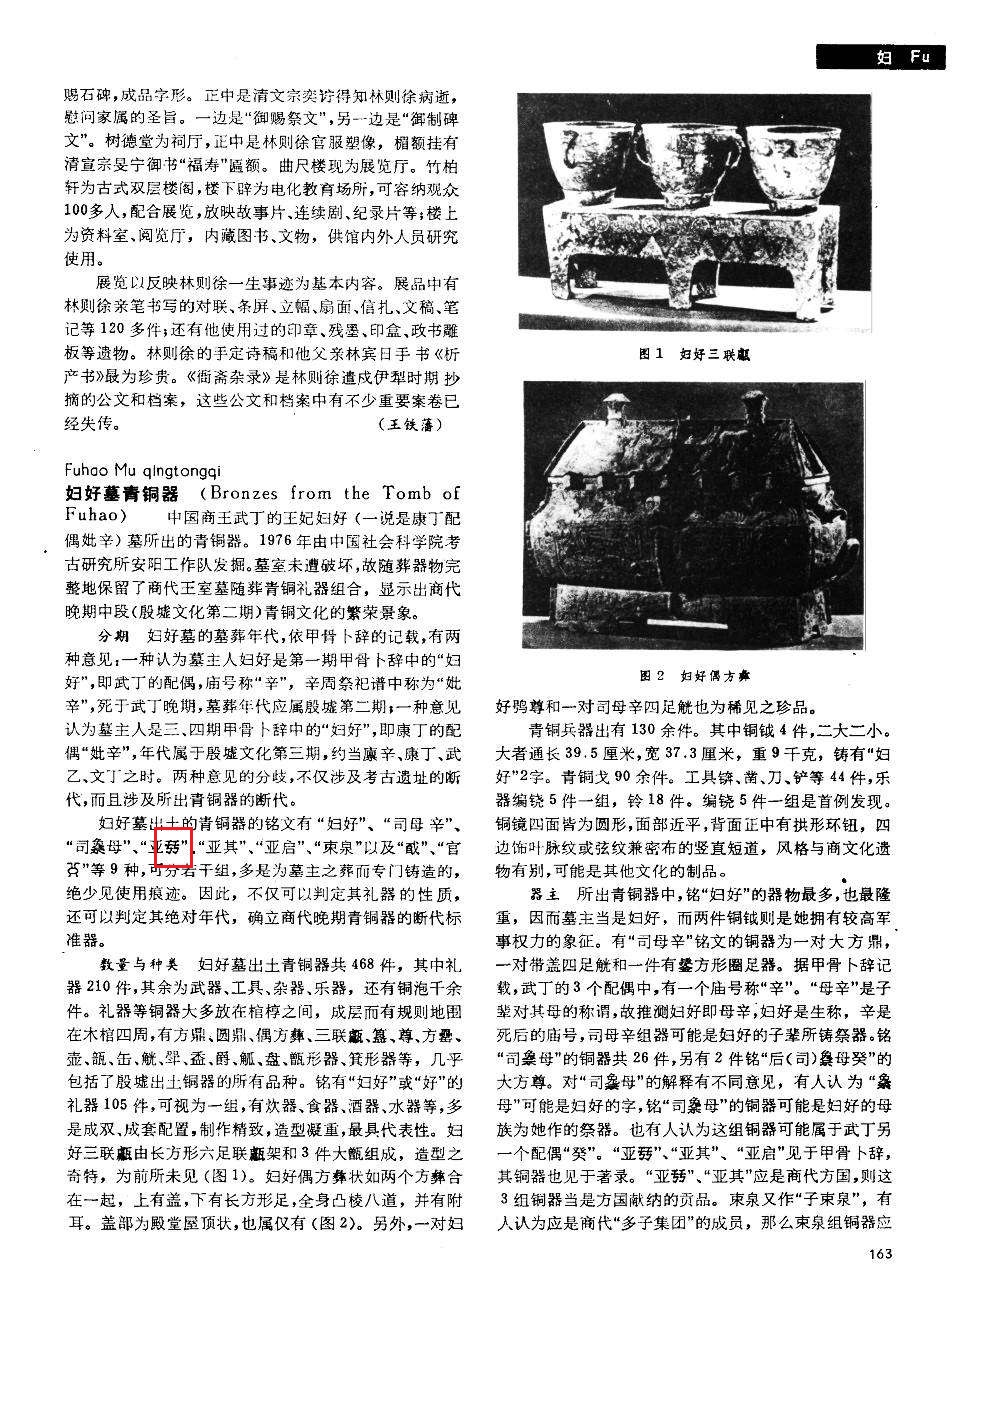 妇 Fu
赐石碑，成品字形。正中是清文宗奕詝得知林则徐病逝，
慰问家属的圣旨。一边是“御赐祭文”，另一边是“御制碑
文”。树德堂为祠厅，正中是林则徐官服塑像，楣额挂有
清宣宗旻宁御书“福寿”匾额。曲尺楼现为展览厅。竹柏
轩为古式双层楼阁，楼下辟为电化教育场所，可容纳观众
100多人，配合展览，放映故事片、连续剧、纪录片等；楼上
为资料室、阅览厅，内藏图书、文物，供馆内外人员研究
使用。
展览以反映林则徐一生事迹为基本内容。展品中有
林则徐亲笔书写的对联、条屏、立幅、扇面、信扎、文稿、笔
记等120多件；还有他使用过的印章、残墨、印盒、政书雕
板等遗物。林则徐的手定诗稿和他父亲林宾日手书《析
产书》最为珍贵。《衙斋杂录》是林则徐遣戍伊犁时期抄
摘的公文和档案，这些公文和档案中有不少重要案卷已
经失传。 （王铁藩）
Fuhao Mu qingtongqi
妇好墓青铜器 （Bronzes from the Tomb of
Fuhao） 中国商王武丁的王妃妇好（一说是康丁配
偶妣辛）墓所出的青铜器。1976年由中国社会科学院考
古研究所安阳工作队发掘。墓室未遭破坏，故随葬器物完
整地保留了商代王室墓随葬青铜礼器组合，显示出商代
晚期中段（殷墟文化第二期）青铜文化的繁荣景象。
分期 妇好墓的墓葬年代，依甲骨卜辞的记载，有两
种意见：一种认为墓主人妇好是第一期甲骨卜辞中的“妇
好”，即武丁的配偶，庙号称“辛”，辛周祭祀谱中称为“妣
辛”，死于武丁晚期，墓葬年代应属殷墟第二期；一种意见
认为墓主人是三、四期甲骨卜辞中的“妇好”，即康丁的配
偶“妣辛”，年代属于殷墟文化第三期，约当廪辛、康丁、武
乙、文丁之时。两种意见的分歧，不仅涉及考古遗址的断
代，而且涉及所出青铜器的断代。
妇好墓出土的青铜器的铭文有“妇好”、“司母辛”、
“司母”、“亚”、“亚其”、“亚启”、“束泉”以及“”、“官
”等9种，可分若干组，多是为墓主之葬而专门铸造的，
绝少见使用痕迹。因此，不仅可以判定其礼器的性质，
还可以判定其绝对年代，确立商代晚期青铜器的断代标
准器。
数量与种类 妇好墓出土青铜器共468件，其中礼
器210件，其余为武器、工具、杂器、乐器，还有铜泡千余
件。礼器等铜器大多放在棺椁之间，成层而有规则地围
在木棺四周，有方鼎、圆鼎、偶方彝、三联甗、簋、尊、方罍、
壶、瓿、缶、觥、斝、盉、爵、觚、盘、甑形器、箕形器等，几乎
包括了殷墟出土铜器的所有品种。铭有“妇好”或“好”的
礼器105件，可视为一组，有炊器、食器、酒器、水器等，多
是成双、成套配置，制作精致，造型凝重，最具代表性。妇
好三联甗由长方形六足联甗架和3件大甑组成，造型之
奇特，为前所未见（图1）。妇好偶方彝状如两个方彝合
在一起，上有盖，下有长方形足，全身凸棱八道，并有附
耳。盖部为殿堂屋顶状，也属仅有（图2）。另外，一对妇
图1 妇好三联甗
图2 妇好偶方彝
好鸮尊和一对司母辛四足觥也为稀见之珍品。
青铜兵器出有130余件。其中铜钺4件，二大二小。
大者通长39.5厘米，宽37.3厘米，重9千克，铸有“妇
好”2字。青铜戈90余件。工具锛、凿、刀、铲等44件，乐
器编铙5件一组，铃18件。编铙5件一组是首例发现。
铜镜四面皆为圆形，面部近平，背面正中有拱形环钮，四
边饰叶脉纹或弦纹兼密布的竖直短道，风格与商文化遗
物有别，可能是其他文化的制品。
器主 所出青铜器中，铭“妇好”的器物最多，也最隆
重，因而墓主当是妇好，而两件铜钺则是她拥有较高军
事权力的象征。有“司母辛”铭文的铜器为一对大方鼎，
一对带盖四足觥和一件有鋬方形圈足器。据甲骨卜辞记
载，武丁的3个配偶中，有一个庙号称“辛”。“母辛”是子
辈对其母的称谓，故推测妇好即母辛；妇好是生称，辛是
死后的庙号，司母辛组器可能是妇好的子辈所铸祭器。铭
“司母”的铜器共26件，另有2件铭“后（司）母癸”的
大方尊。对“司母”的解释有不同意见，有人认为“
母”可能是妇好的字，铭“司母”的铜器可能是妇好的母
族为她作的祭器。也有人认为这组铜器可能属于武丁另
一个配偶“癸”。“亚”、“亚其”、“亚启”见于甲骨卜辞，
其铜器也见于著录。“亚”、“亚其”应是商代方国，则这
3组铜器当是方国献纳的贡品。束泉又作“子束泉”，有
人认为应是商代“多子集团”的成员，那么束泉组铜器应
163